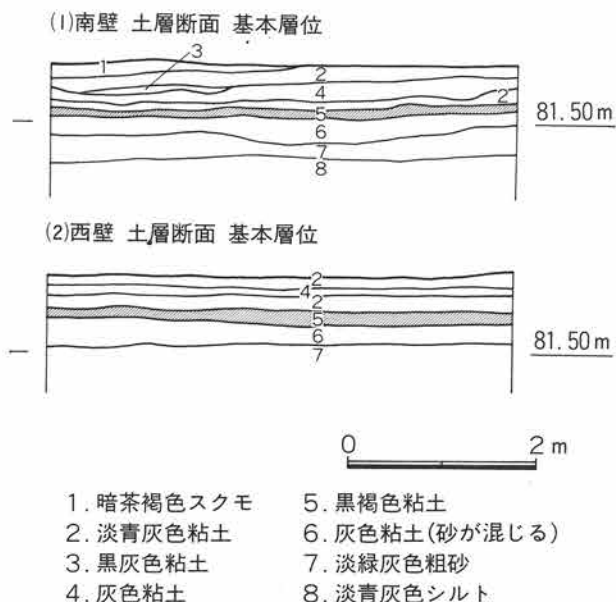 (1)南壁 土層断面 基本層位
3
1
2
4
2
5
81.50m
6
7
8
(2)西壁 土層断面 基本層位
2
4
2
5
6
81.50m
7
0 2 m
1. 暗茶褐色スクモ
2. 淡青灰色粘土
3. 黒灰色粘土
4. 灰色粘土
5. 黒褐色粘土
6. 灰色粘土(砂が混じる)
7. 淡緑灰色粗砂
8. 淡青灰色シルト